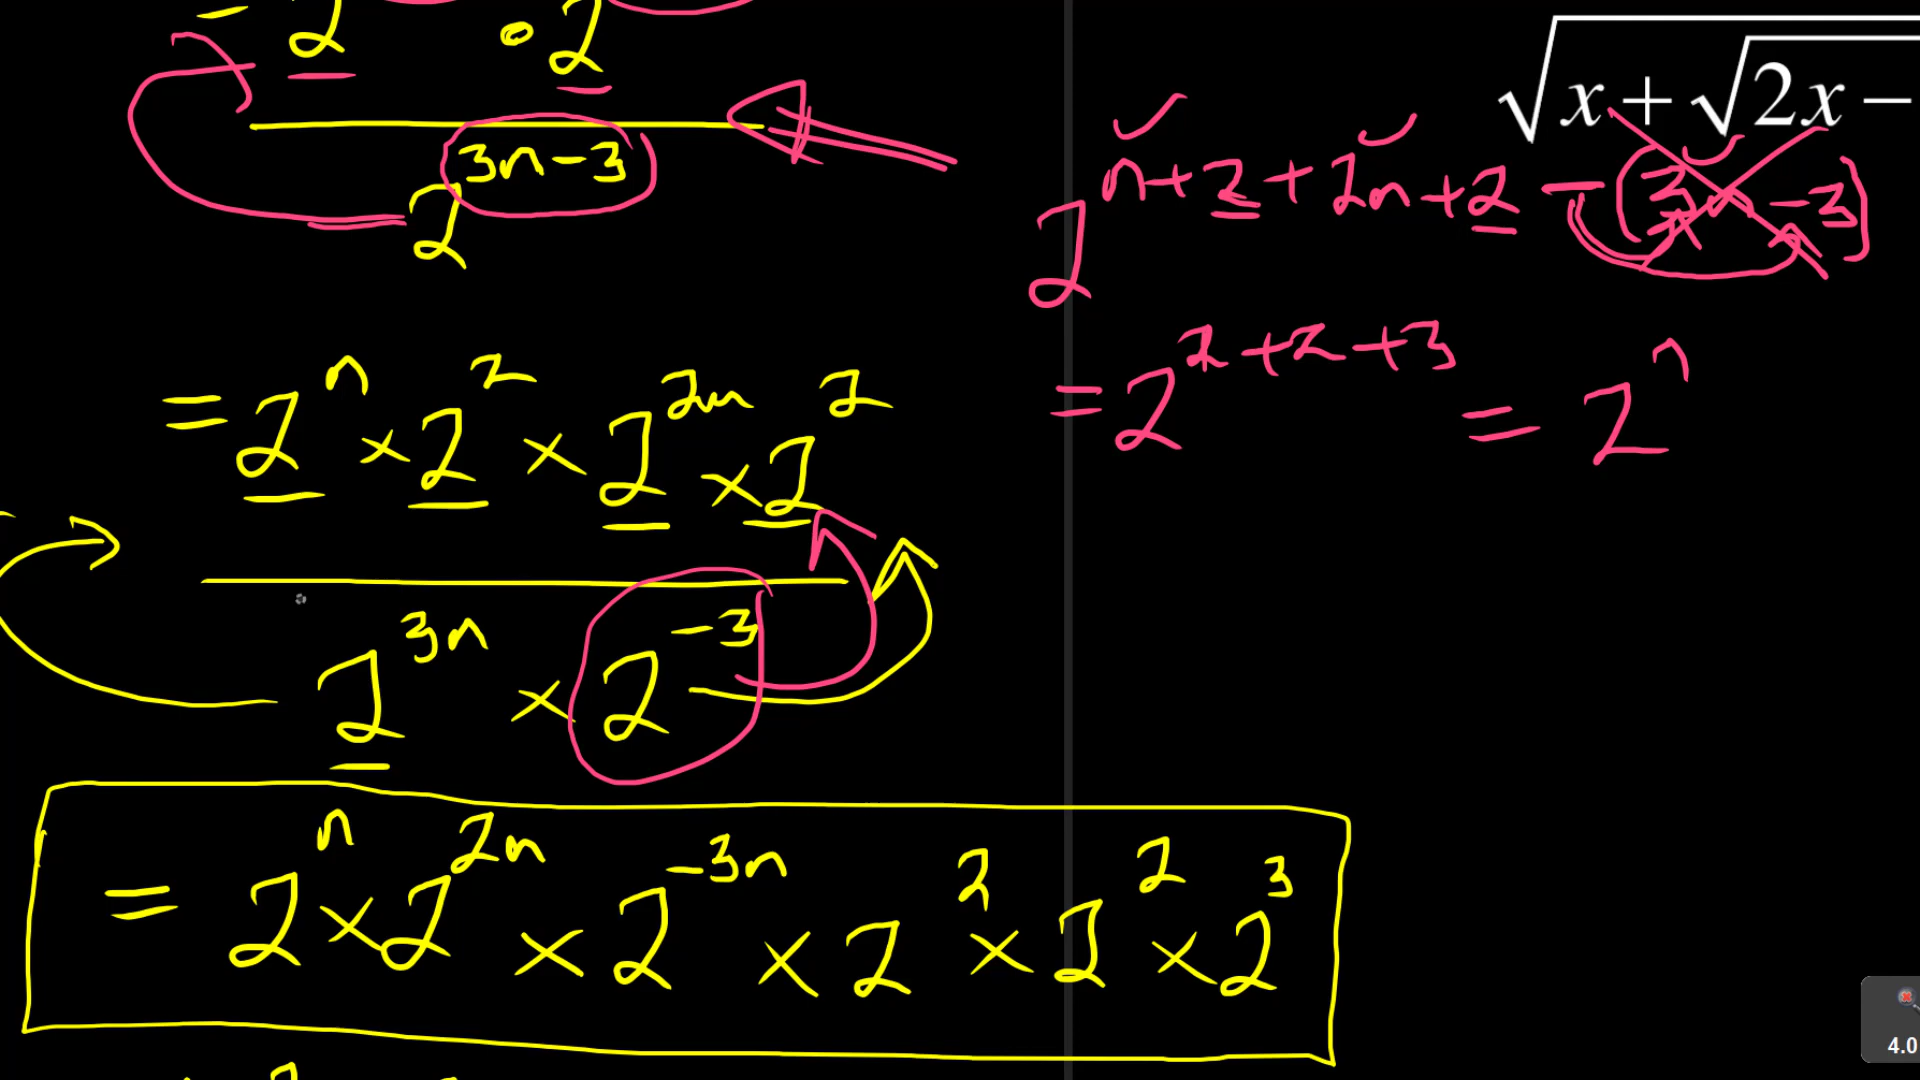 = 2 · 2
2^{3n-3}
= 2^n × 2^2 × 2^{2n} × 2^2
2^{3n} × 2^{-3}
= 2^n × 2^{2n} × 2^{-3n} × 2^2 × 2^2 × 2^3
√x + √2x −
2^{n+2+2n+2-(3n-3)}
= 2^{2+2+3} = 2^
4.0